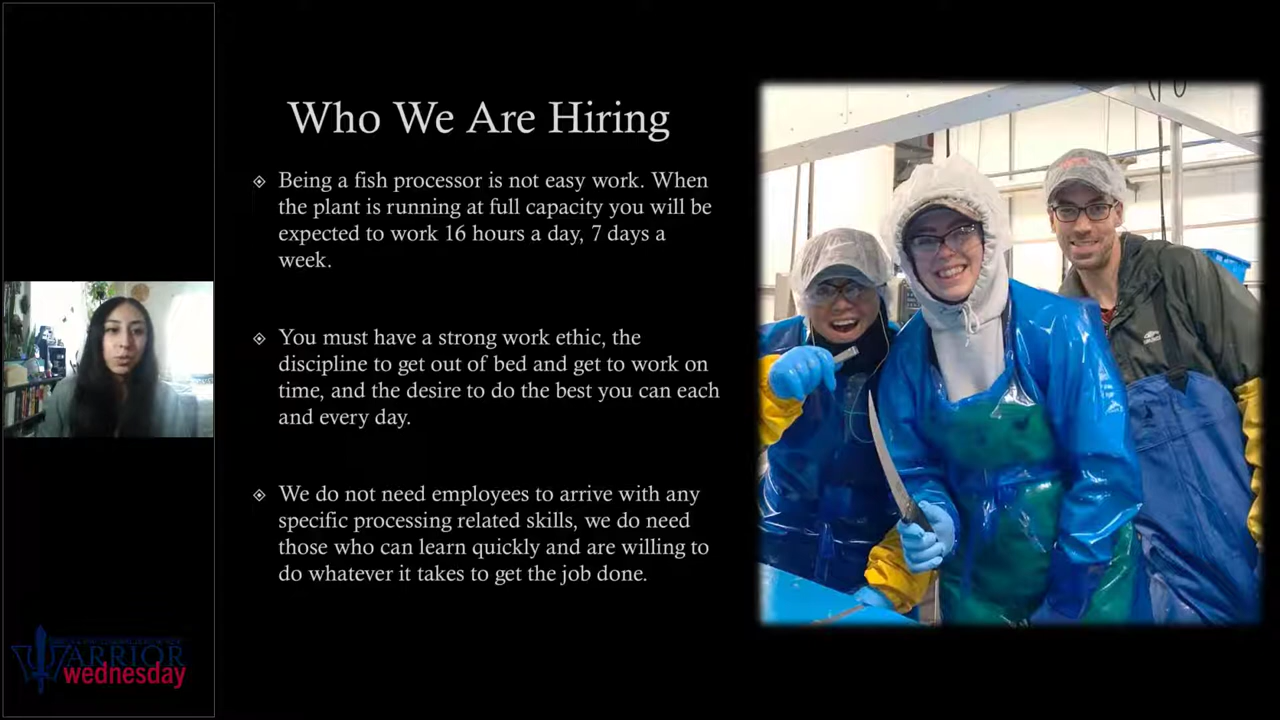 Who We Are Hiring
Being a fish processor is not easy work. When
the plant is running at full capacity you will be
expected to work 16 hours a day, 7 days a
week.
You must have a strong work ethic, the
discipline to get out of bed and get to work on
time, and the desire to do the best you can each
and every day.
We do not need employees to arrive with any
specific processing related skills, we do need
those who can learn quickly and are willing to
do whatever it takes to get the job done.
WARRIOR
wednesday